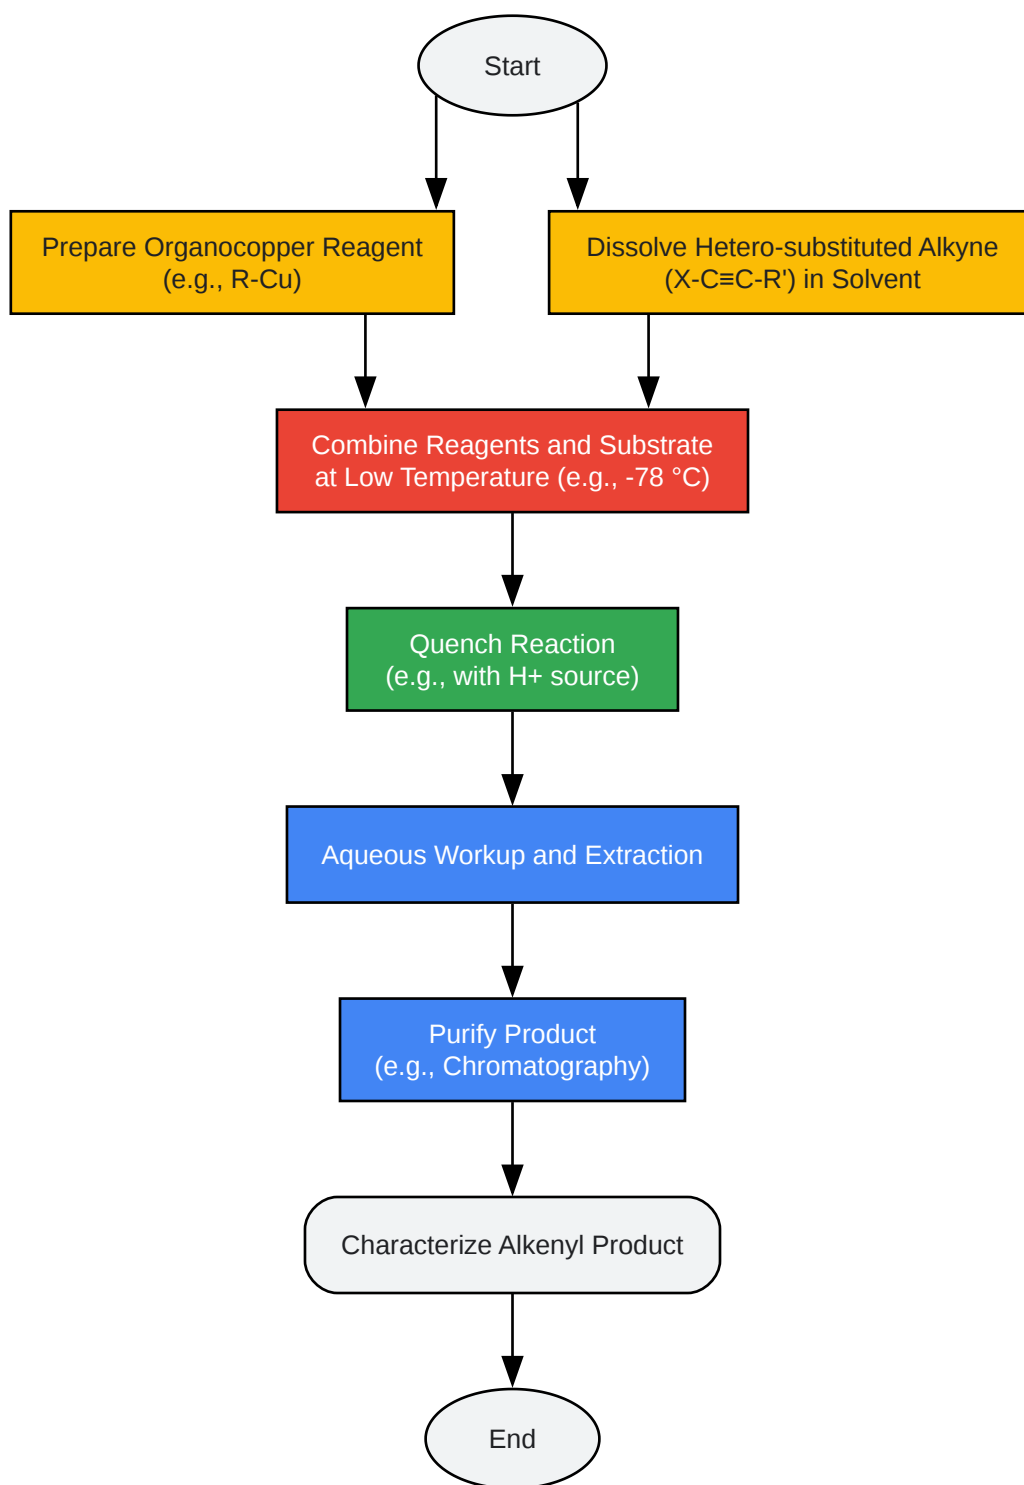 Start
Prepare Organocopper Reagent
(e.g., R-Cu)
Dissolve Hetero-substituted Alkyne
(X-C≡C-R') in Solvent
Combine Reagents and Substrate
at Low Temperature (e.g., -78 °C)
Quench Reaction
(e.g., with H+ source)
Aqueous Workup and Extraction
Purify Product
(e.g., Chromatography)
Characterize Alkenyl Product
End